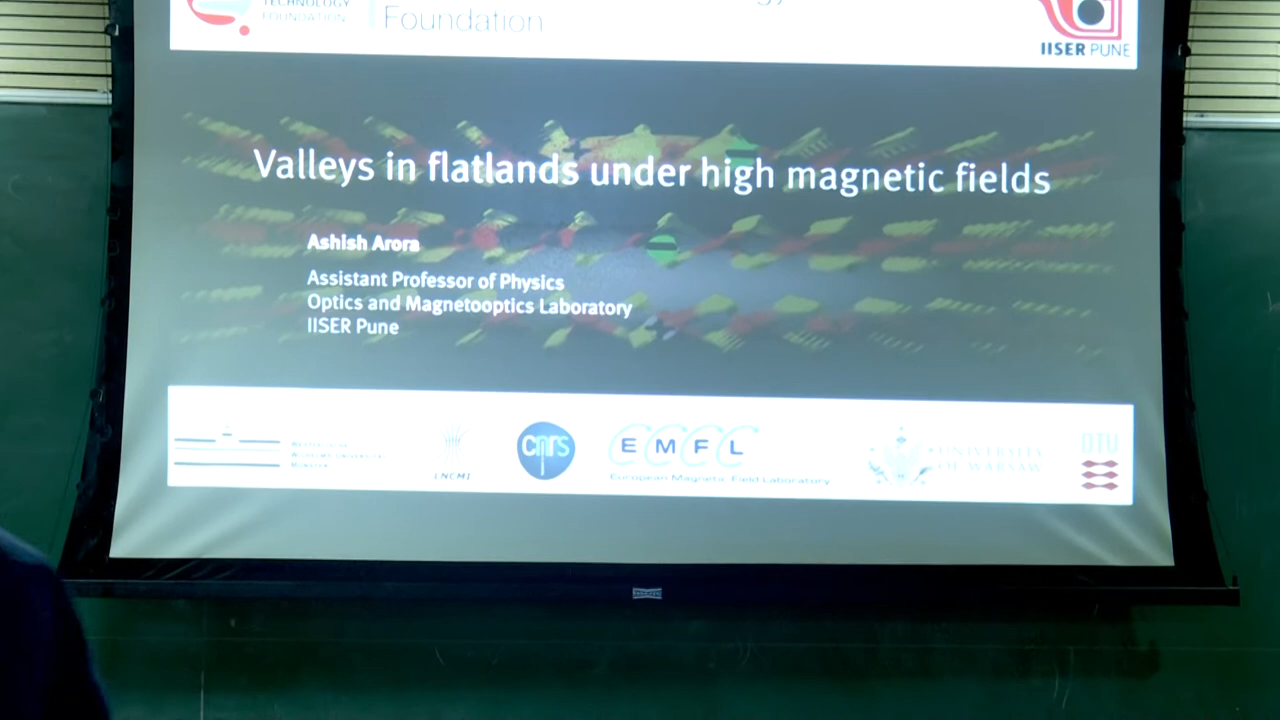 TECHNOLOGY
FOUNDATION
Foundation
IISER PUNE
Valleys in flatlands under high magnetic fields
Ashish Arora
Assistant Professor of Physics
Optics and Magnetooptics Laboratory
IISER Pune
LNCMI
cnrs
EMFL
European Magnetic Field Laboratory
UNIVERSITY
OF WARSAW
DTU